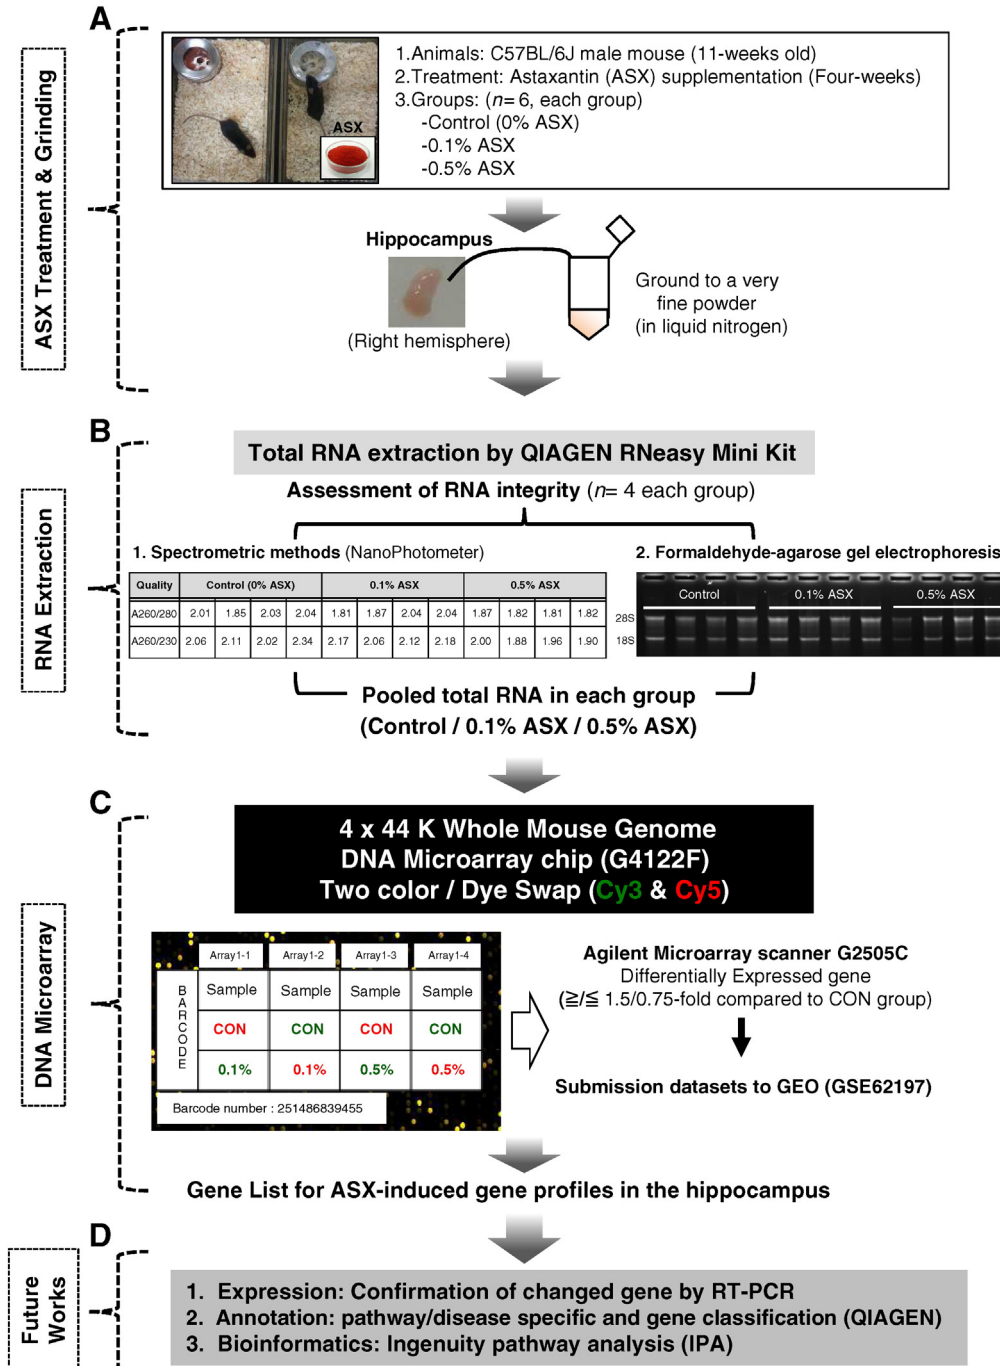 A
ASX Treatment & Grinding
ASX
1.Animals: C57BL/6J male mouse (11-weeks old)
2.Treatment: Astaxantin (ASX) supplementation (Four-weeks)
3.Groups: (n= 6, each group)
-Control (0% ASX)
-0.1% ASX
-0.5% ASX
Hippocampus
(Right hemisphere)
Ground to a very
fine powder
(in liquid nitrogen)
B
RNA Extraction
Total RNA extraction by QIAGEN RNeasy Mini Kit
Assessment of RNA integrity (n= 4 each group)
1. Spectrometric methods (NanoPhotometer)
Quality Control (0% ASX) 0.1% ASX 0.5% ASX
A260/280 2.01 1.85 2.03 2.04 1.81 1.87 2.04 2.04 1.87 1.82 1.81 1.82
A260/230 2.06 2.11 2.02 2.34 2.17 2.06 2.12 2.18 2.00 1.88 1.96 1.90
2. Formaldehyde-agarose gel electrophoresis
Control 0.1% ASX 0.5% ASX
28S
18S
Pooled total RNA in each group
(Control / 0.1% ASX / 0.5% ASX)
C
DNA Microarray
4 x 44 K Whole Mouse Genome
DNA Microarray chip (G4122F)
Two color / Dye Swap (Cy3 & Cy5)
Array1-1 Array1-2 Array1-3 Array1-4
BARCODE
Sample Sample Sample Sample
CON CON CON CON
0.1% 0.1% 0.5% 0.5%
Barcode number : 251486839455
Agilent Microarray scanner G2505C
Differentially Expressed gene
(≧/≦ 1.5/0.75-fold compared to CON group)
Submission datasets to GEO (GSE62197)
Gene List for ASX-induced gene profiles in the hippocampus
D
Future
Works
1. Expression: Confirmation of changed gene by RT-PCR
2. Annotation: pathway/disease specific and gene classification (QIAGEN)
3. Bioinformatics: Ingenuity pathway analysis (IPA)